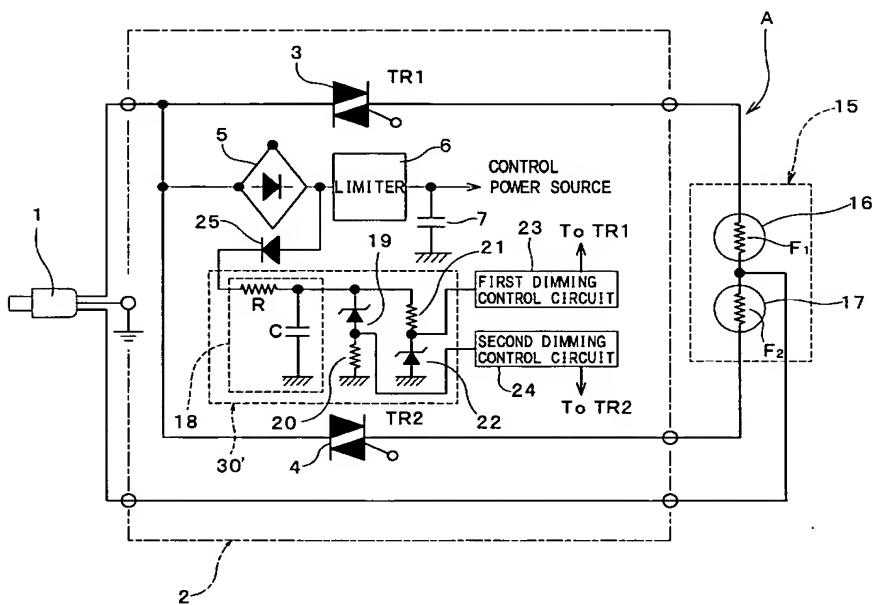 A
3
TR1
15
5
6
CONTROL
POWER SOURCE
LIMITER
16
1
25
7
23
To TR1
F1
19
21
FIRST DIMMING
CONTROL CIRCUIT
17
R
C
SECOND DIMMING
CONTROL CIRCUIT
F2
18
20
TR2
22
24
To TR2
30'
4
2